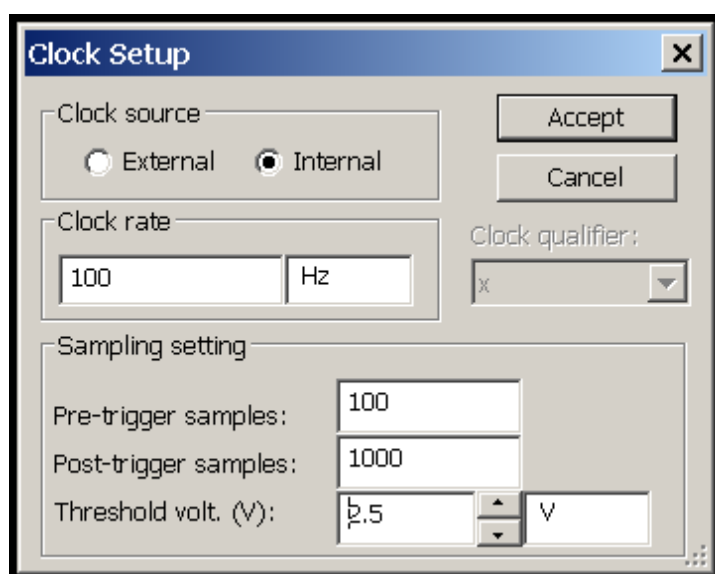 Clock Setup
Clock source
External Internal
Accept
Cancel
Clock rate
100 Hz
Clock qualifier:
x
Sampling setting
Pre-trigger samples: 100
Post-trigger samples: 1000
Threshold volt. (V): 2.5 V